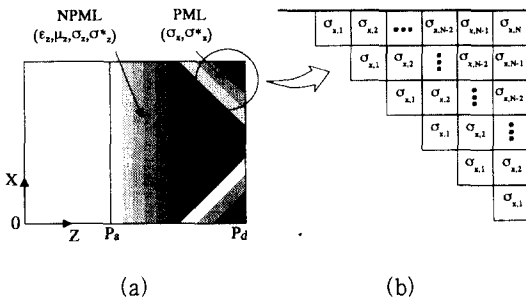 NPML
(ε_z,μ_z,σ,σ*_z)
PML
(σ_x,σ*_x)
X
0
Z
P_a
P_d
(a)
σ_x,1 σ_x,2 ••• σ_x,N-2 σ_x,N-1 σ_x,N
σ_x,1 σ_x,2 ⋮ σ_x,N-2 σ_x,N-1
σ_x,1 σ_x,2 ⋮ σ_x,N-2
σ_x,1 σ_x,2 ⋮
σ_x,1 σ_x,2
σ_x,1
(b)